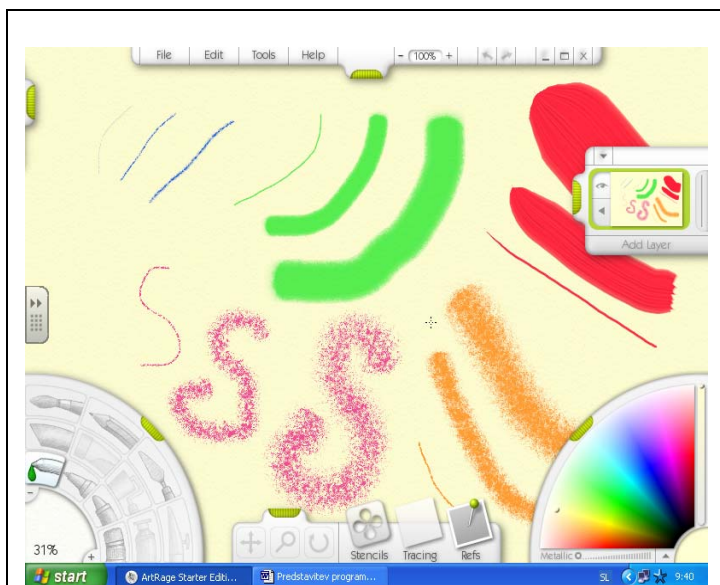 File Edit Tools Help - 100% +
Add Layer
31%
Stencils Tracing Refs
Metallic
start ArtRage Starter Editi... Predstavitev program... SL 9:40